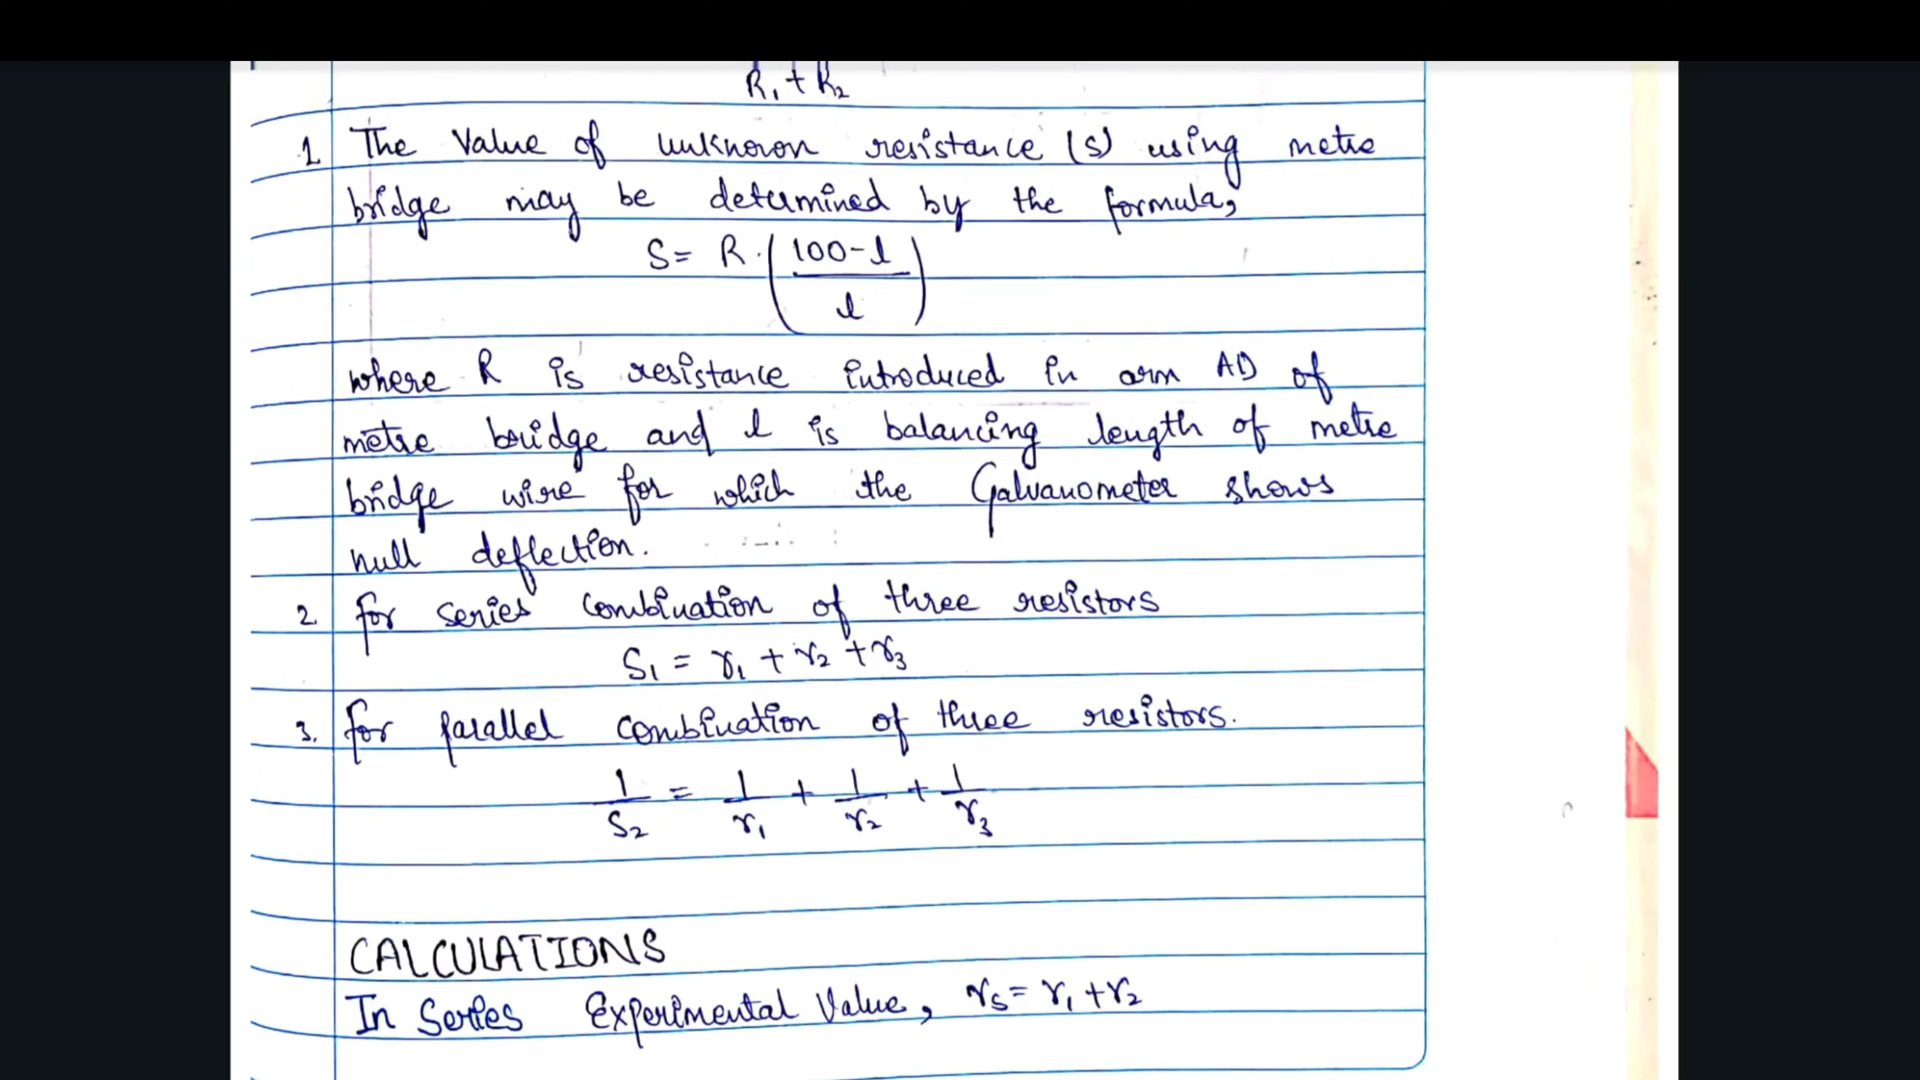 R₁ + R₂
1 The Value of unknown resistance (S) using metre
bridge may be determined by the formula,
S = R . ( 100 - l / l )
where R is resistance introduced in arm AD of
metre bridge and l is balancing length of metre
bridge wire for which the Galvanometer shows
null deflection.
2 for series combination of three resistors
S₁ = r₁ + r₂ + r₃
3. for parallel combination of three resistors.
1/S₂ = 1/r₁ + 1/r₂ + 1/r₃
CALCULATIONS
In Series Experimental Value, rs = r₁ + r₂